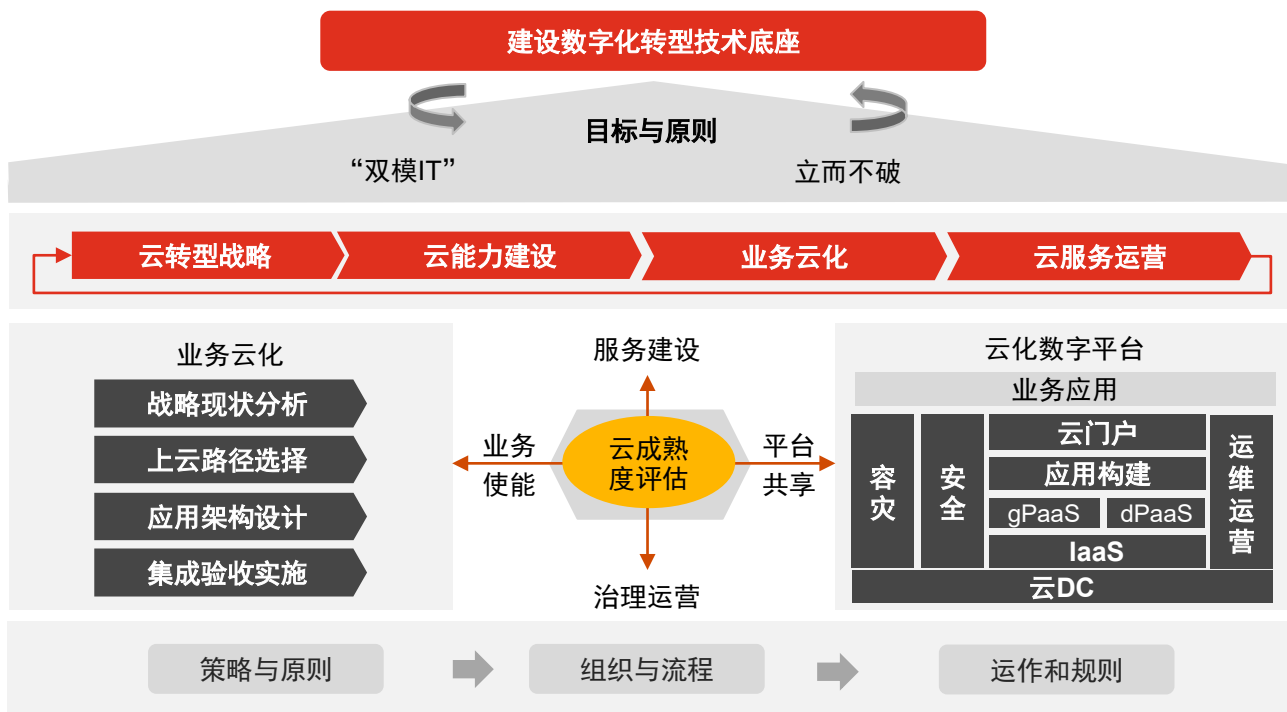 建设数字化转型技术底座
目标与原则
“双模IT”
立而不破
云转型战略
云能力建设
业务云化
云服务运营
业务云化
战略现状分析
上云路径选择
应用架构设计
集成验收实施
服务建设
业务
使能
云成熟
度评估
平台
共享
治理运营
云化数字平台
业务应用
容
灾
安
全
云门户
应用构建
gPaaS
dPaaS
IaaS
运
维
运
营
云DC
策略与原则
组织与流程
运作和规则